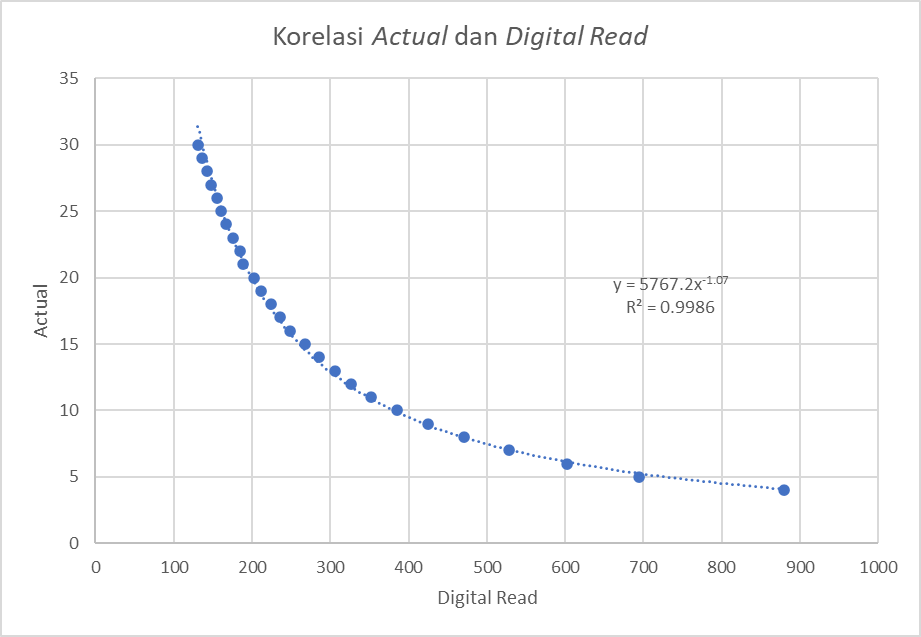 Korelasi Actual dan Digital Read
35
30
25
20
15
10
5
0
Actual
y = 5767.2x⁻¹·⁰⁷
R² = 0.9986
0 100 200 300 400 500 600 700 800 900 1000
Digital Read